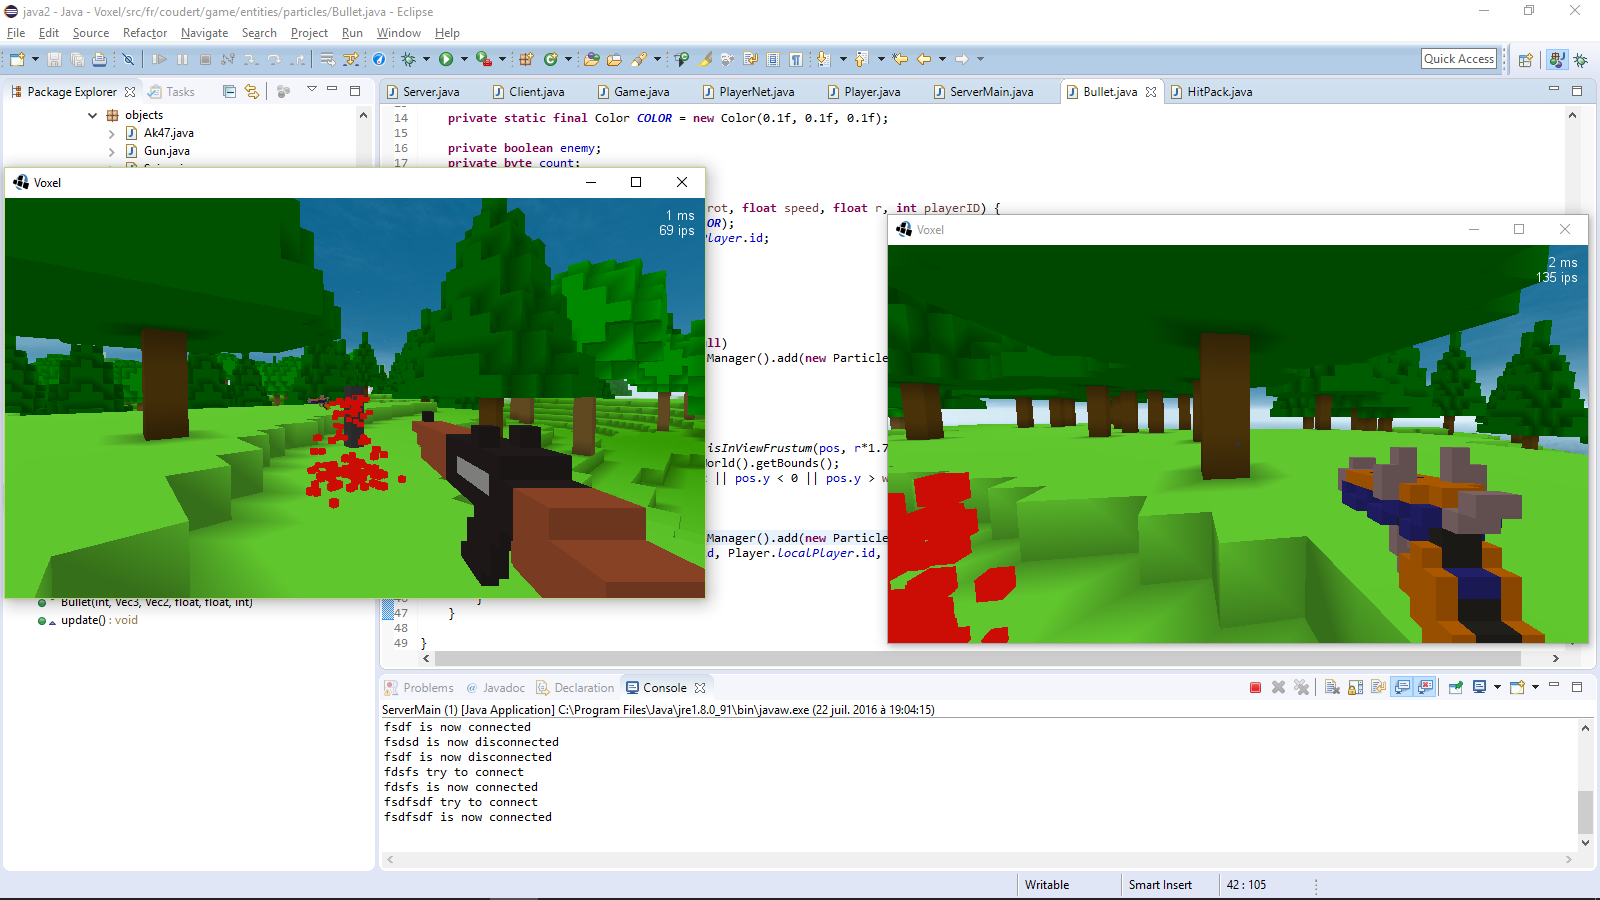 java2 - Java - Voxel/src/fr/coudert/game/entities/particles/Bullet.java - Eclipse
File Edit Source Refactor Navigate Search Project Run Window Help
Quick Access
Package Explorer Tasks
objects
Ak47.java
Gun.java
Server.java Client.java Game.java PlayerNet.java Player.java ServerMain.java Bullet.java HitPack.java
14 private static final Color COLOR = new Color(0.1f, 0.1f, 0.1f);
15
16 private boolean enemy;
17 private byte count;
rot, float speed, float r, int playerID) {
OR);
layer.id;
ll)
Manager().add(new Particle
isInViewFrustum(pos, r*1.7
orld().getBounds();
|| pos.y < 0 || pos.y > w
Manager().add(new Particle
d, Player.localPlayer.id,
}
47 }
48
49 }
Voxel
1 ms
69 ips
Voxel
2 ms
135 ips
Bullet(int, Vec3, Vec2, float, float, int)
update() : void
Problems Javadoc Declaration Console
ServerMain (1) [Java Application] C:\Program Files\Java\jre1.8.0_91\bin\javaw.exe (22 juil. 2016 à 19:04:15)
fsdf is now connected
fsdsd is now disconnected
fsdf is now disconnected
fdsfs try to connect
fdsfs is now connected
fsdfsdf try to connect
fsdfsdf is now connected
Writable Smart Insert 42 : 105